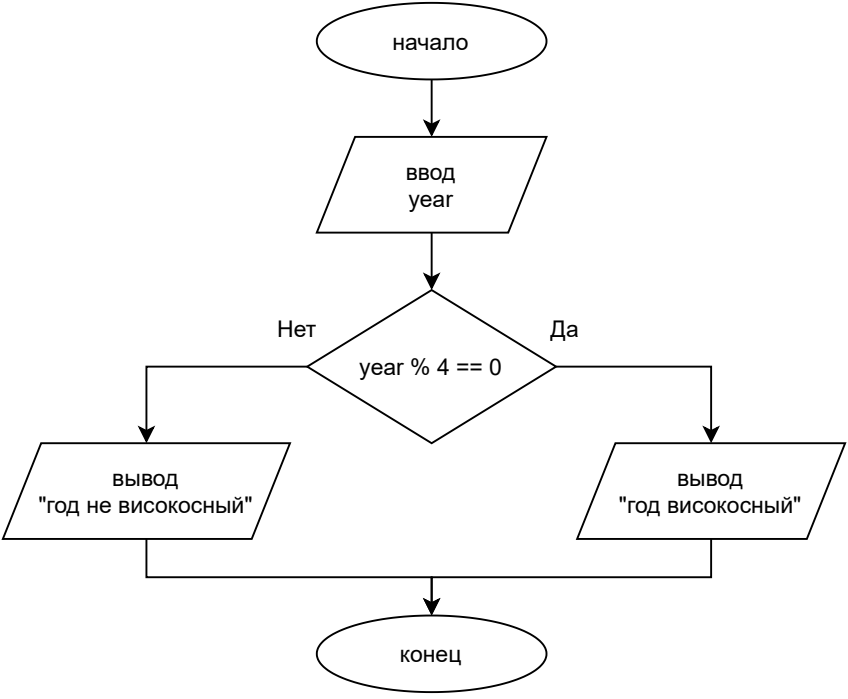 начало
ввод
year
Нет
Да
year % 4 == 0
вывод
"год не високосный"
вывод
"год високосный"
конец